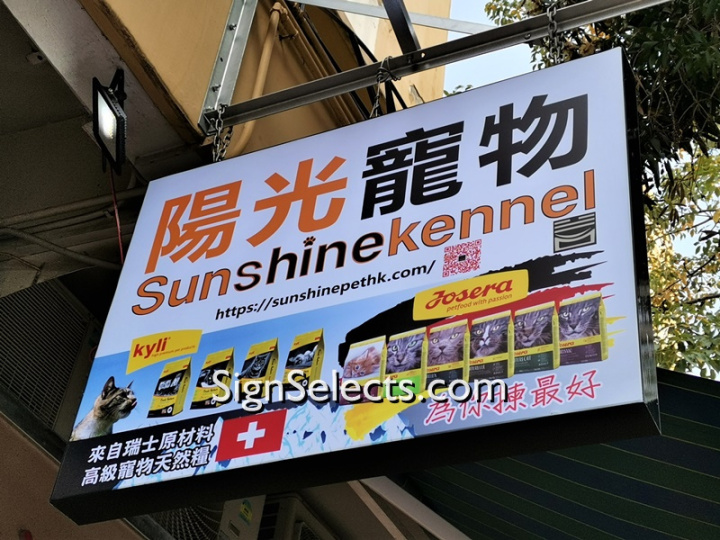 陽光寵物
Sunshinekennel
https://sunshinepethk.com/
Josera
petfood with passion
kyli
SignSelects.com
為你揀最好
來自瑞士原材料
高級寵物天然糧